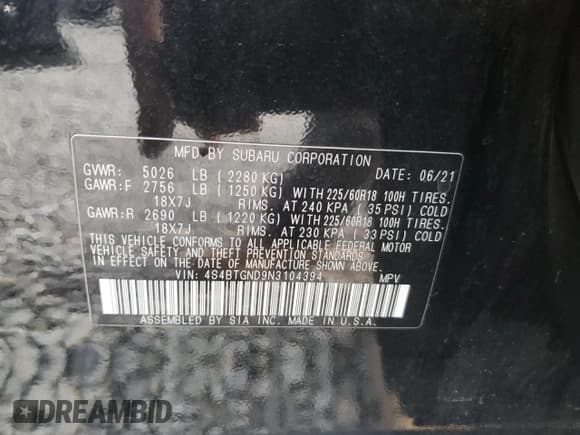 MFD BY SUBARU CORPORATION
GVWR: 5026 LB ( 2280 KG) DATE: 06/21
GAWR:F 2756 LB ( 1250 KG) WITH 225/60R18 100H TIRES.
18X7J RIMS. AT 240 KPA ( 35 PSI) COLD
GAWR:R 2690 LB ( 1220 KG) WITH 225/60R18 100H TIRES.
18X7J RIMS. AT 230 KPA ( 33 PSI) COLD
THIS VEHICLE CONFORMS TO ALL APPLICABLE FEDERAL MOTOR
VEHICLE SAFETY AND BUMPER STANDARDS
IN EFFECT ON THE DATE OF MANUFACTURE SHOWN ABOVE.
VIN: 4S4BTGND9N3104394 MPV
ASSEMBLED BY SIA INC. MADE IN U.S.A.
DREAMBID